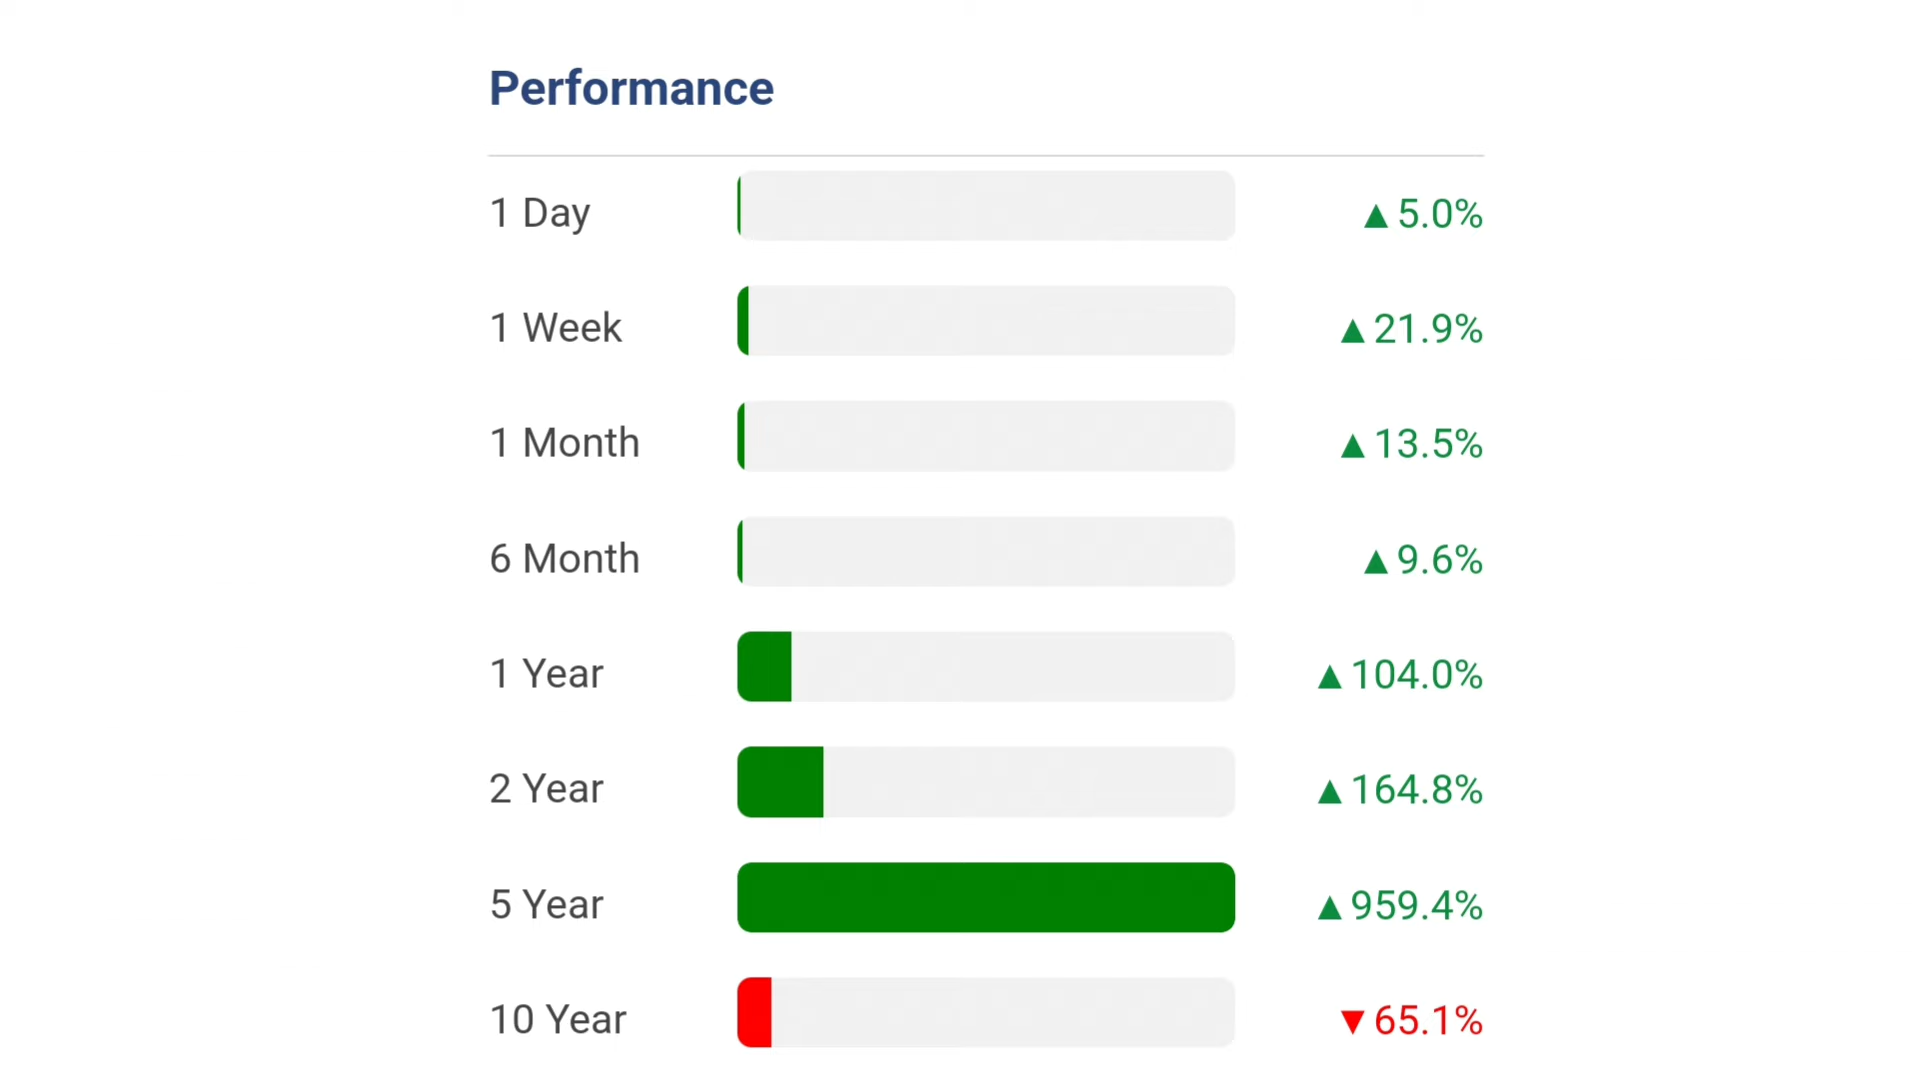 Performance
1 Day ▲ 5.0%
1 Week ▲ 21.9%
1 Month ▲ 13.5%
6 Month ▲ 9.6%
1 Year ▲ 104.0%
2 Year ▲ 164.8%
5 Year ▲ 959.4%
10 Year ▼ 65.1%